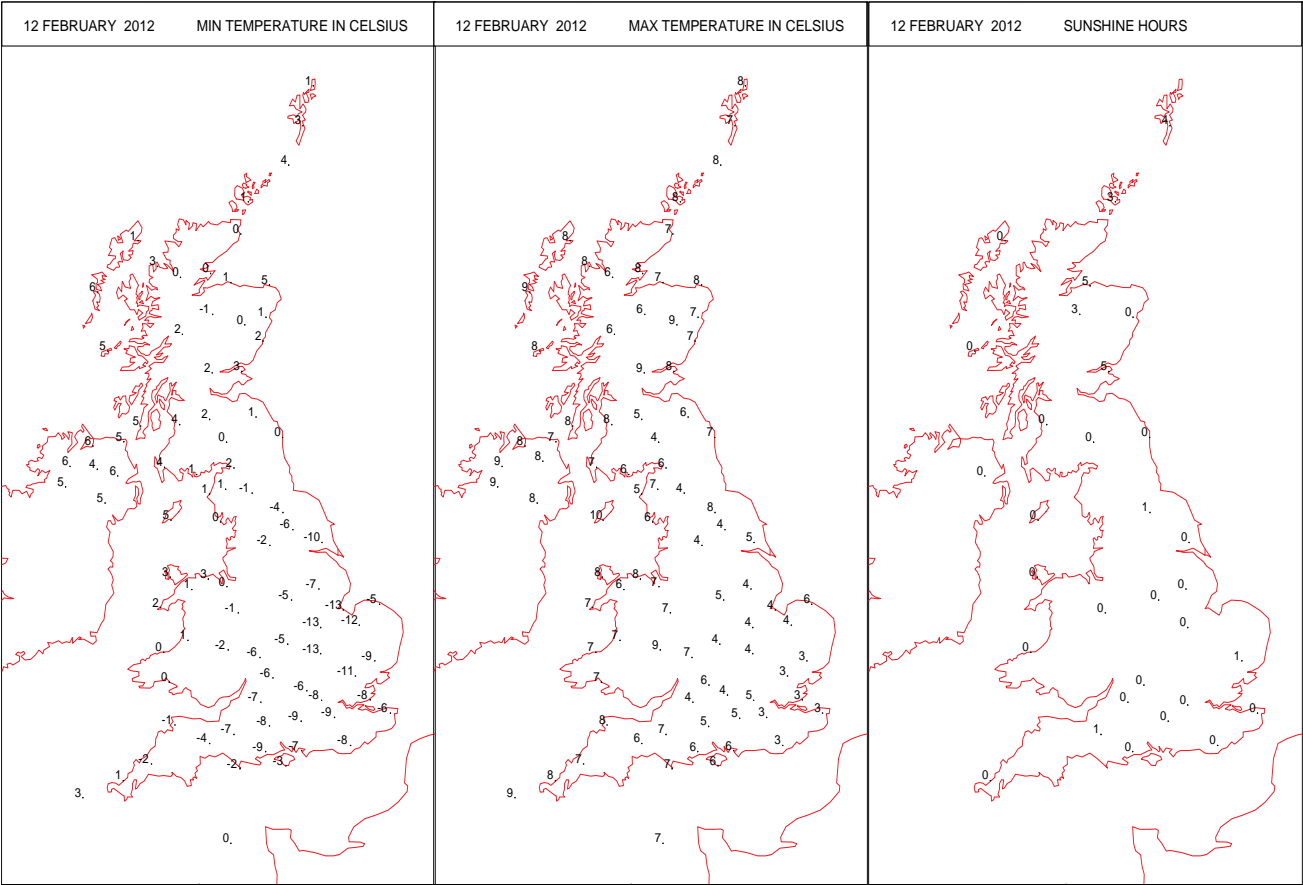 12 FEBRUARY 2012 MIN TEMPERATURE IN CELSIUS
1.
3.
4.
1.
0.
1.
3. 0. 0. 1. 5.
6.
-1. 0. 1.
2. 2.
5.
2. 3.
5. 4. 2. 1.
6. 5. 0. 0.
6. 4. 6. 4. 1. 2.
5. 5. 1. 1. -1.
5. 0. -4.
-6.
-2. -10.
3. 3.
1. 0. -5. -7.
2. -1. -13. -5.
-13. -12.
1. -5.
0. -2. -6. -13. -9.
0. -6. -11.
-7. -6. -8. -8.
-6.
-1. -7. -8. -9. -9.
-4. -9. -7. -8.
-2. -2. -3.
1.
3.
0.
12 FEBRUARY 2012 MAX TEMPERATURE IN CELSIUS
8.
7.
8.
8.
7.
8.
8. 6. 8. 7. 8.
9.
6. 9. 7.
6. 7.
8.
9. 8.
8. 8. 5. 6.
8. 7. 4. 7.
9. 8. 7. 6. 6.
9. 8. 5. 7. 4.
10. 6. 8.
4.
4. 5.
8. 8.
6. 7. 5. 4.
7. 7. 4. 6.
4. 4.
7. 4.
7. 9. 7. 4. 3.
7. 6. 3.
4. 4. 5. 3.
3.
8. 7. 5. 5. 3.
6. 6. 6. 3.
7. 7. 6.
8.
9.
7.
12 FEBRUARY 2012 SUNSHINE HOURS
4.
3.
0.
5.
3. 0.
0.
5.
0. 0. 0.
0.
0. 1.
0.
0.
0. 0. 0.
0.
0. 1.
0.
0. 0.
0. 0.
1. 0. 0.
0.